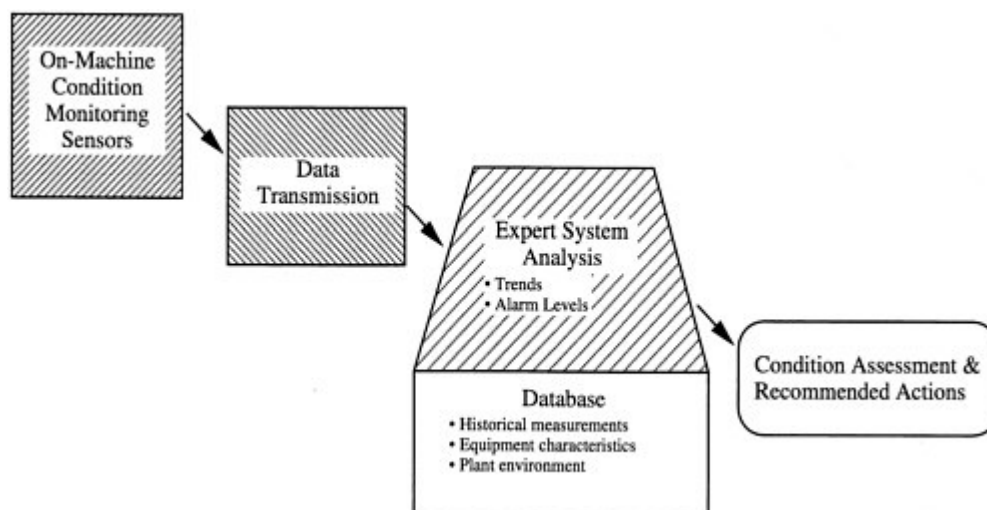 On-Machine
Condition
Monitoring
Sensors
Data
Transmission
Expert System
Analysis
• Trends
• Alarm Levels
Condition Assessment &
Recommended Actions
Database
• Historical measurements
• Equipment characteristics
• Plant environment